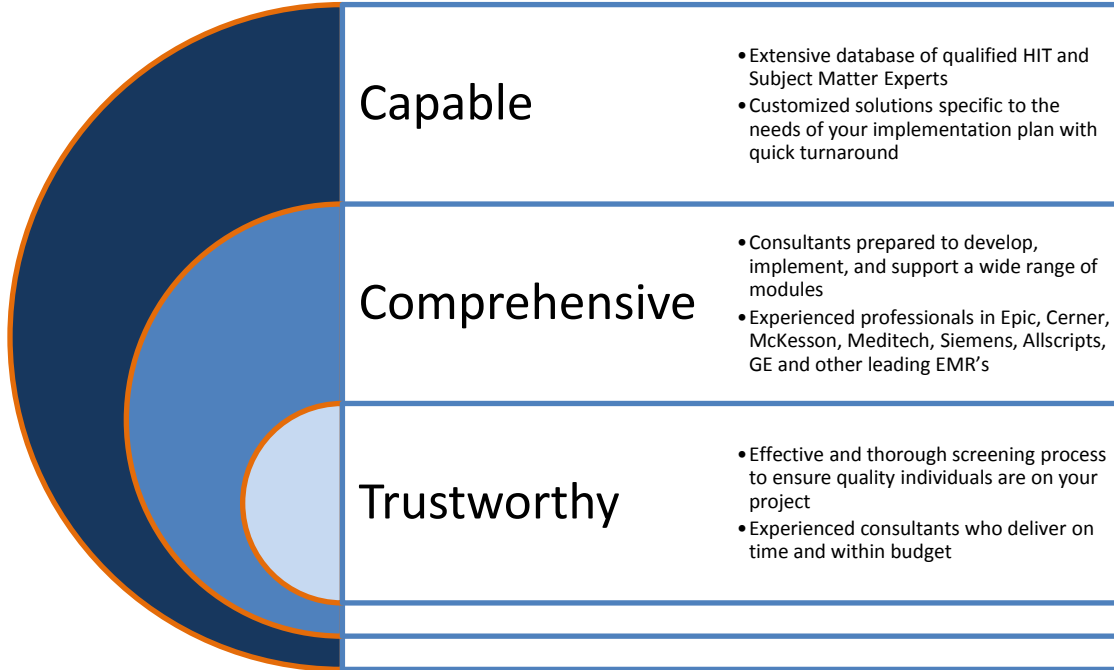 Capable
•Extensive database of qualified HIT and
Subject Matter Experts
•Customized solutions specific to the
needs of your implementation plan with
quick turnaround
Comprehensive
•Consultants prepared to develop,
implement, and support a wide range of
modules
•Experienced professionals in Epic, Cerner,
McKesson, Meditech, Siemens, Allscripts,
GE and other leading EMR’s
Trustworthy
•Effective and thorough screening process
to ensure quality individuals are on your
project
•Experienced consultants who deliver on
time and within budget